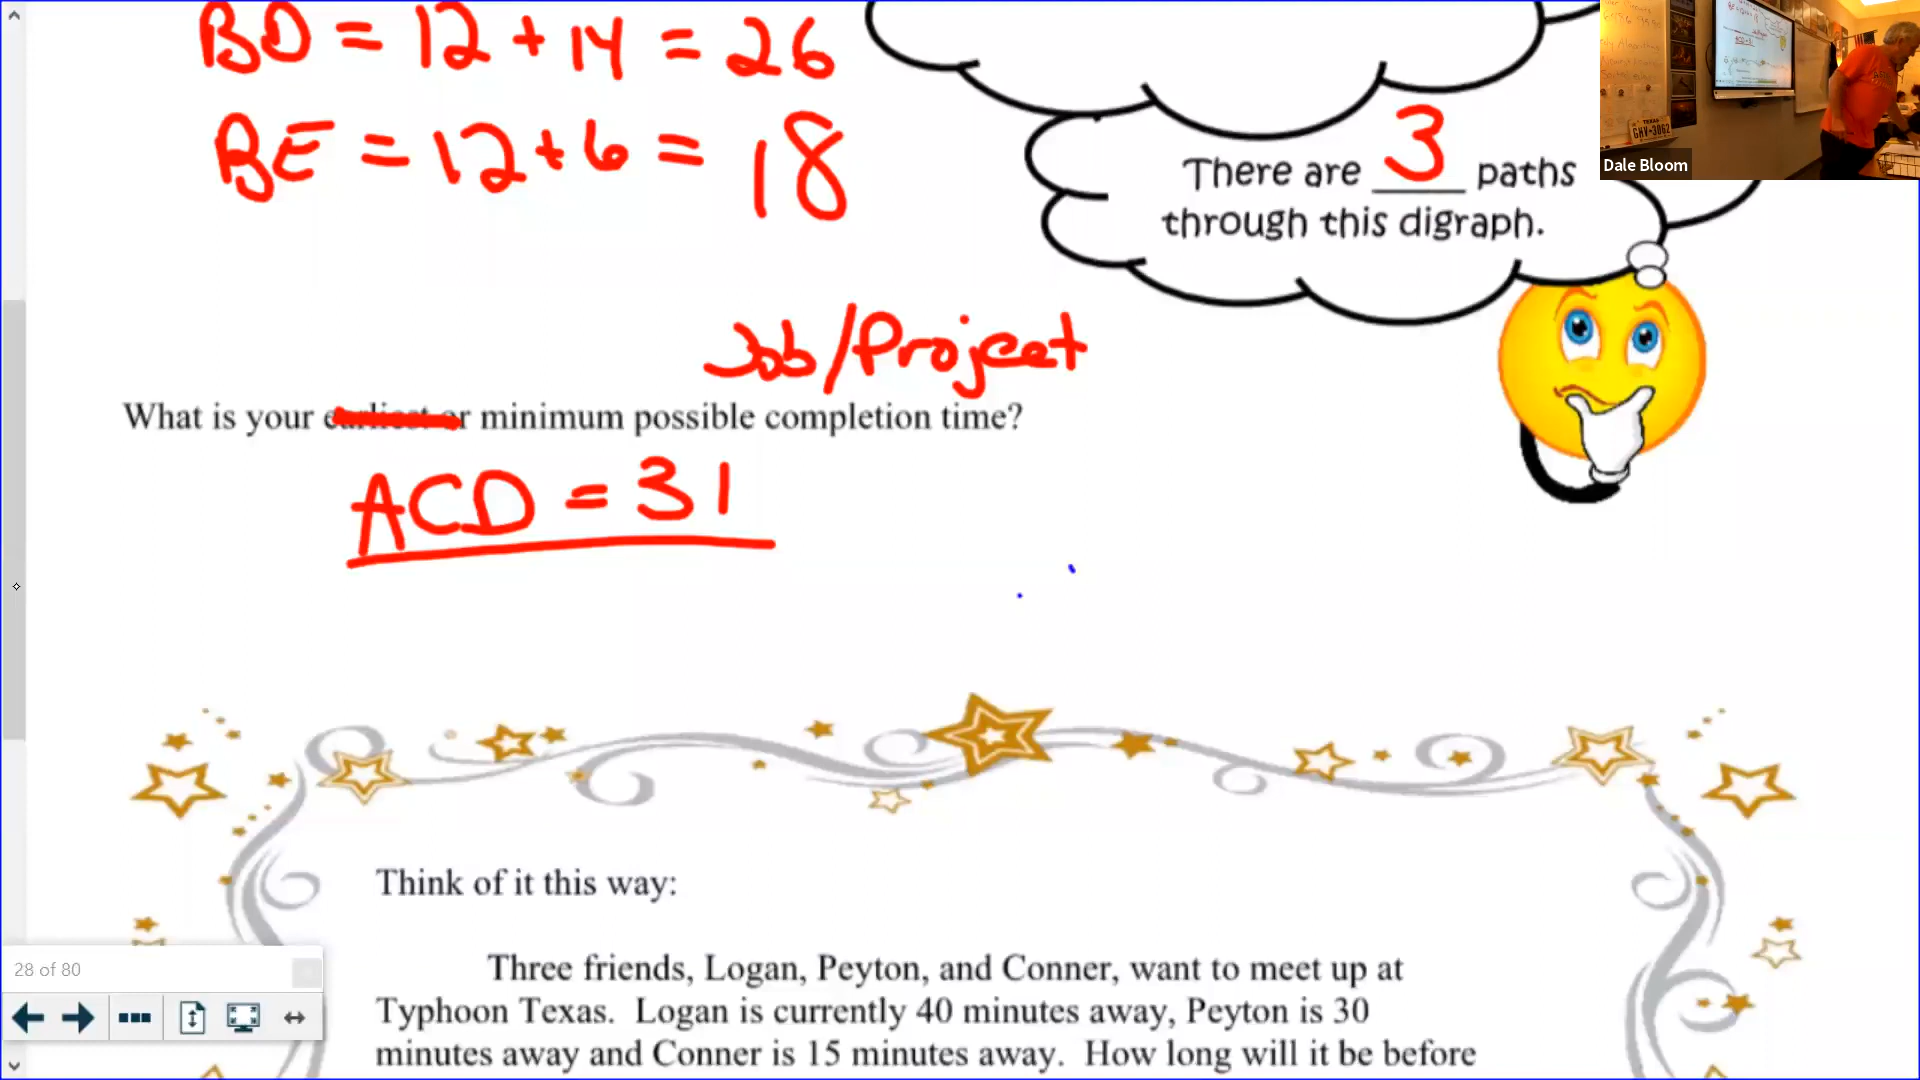 BD = 12 + 14 = 26
BE = 12 + 6 = 18
There are 3 paths
through this digraph.
Job/Project
What is your earliest or minimum possible completion time?
ACD = 31
Think of it this way:
Three friends, Logan, Peyton, and Conner, want to meet up at
Typhoon Texas. Logan is currently 40 minutes away, Peyton is 30
minutes away and Conner is 15 minutes away. How long will it be before
28 of 80
TEXAS
GHV-3062
Dale Bloom